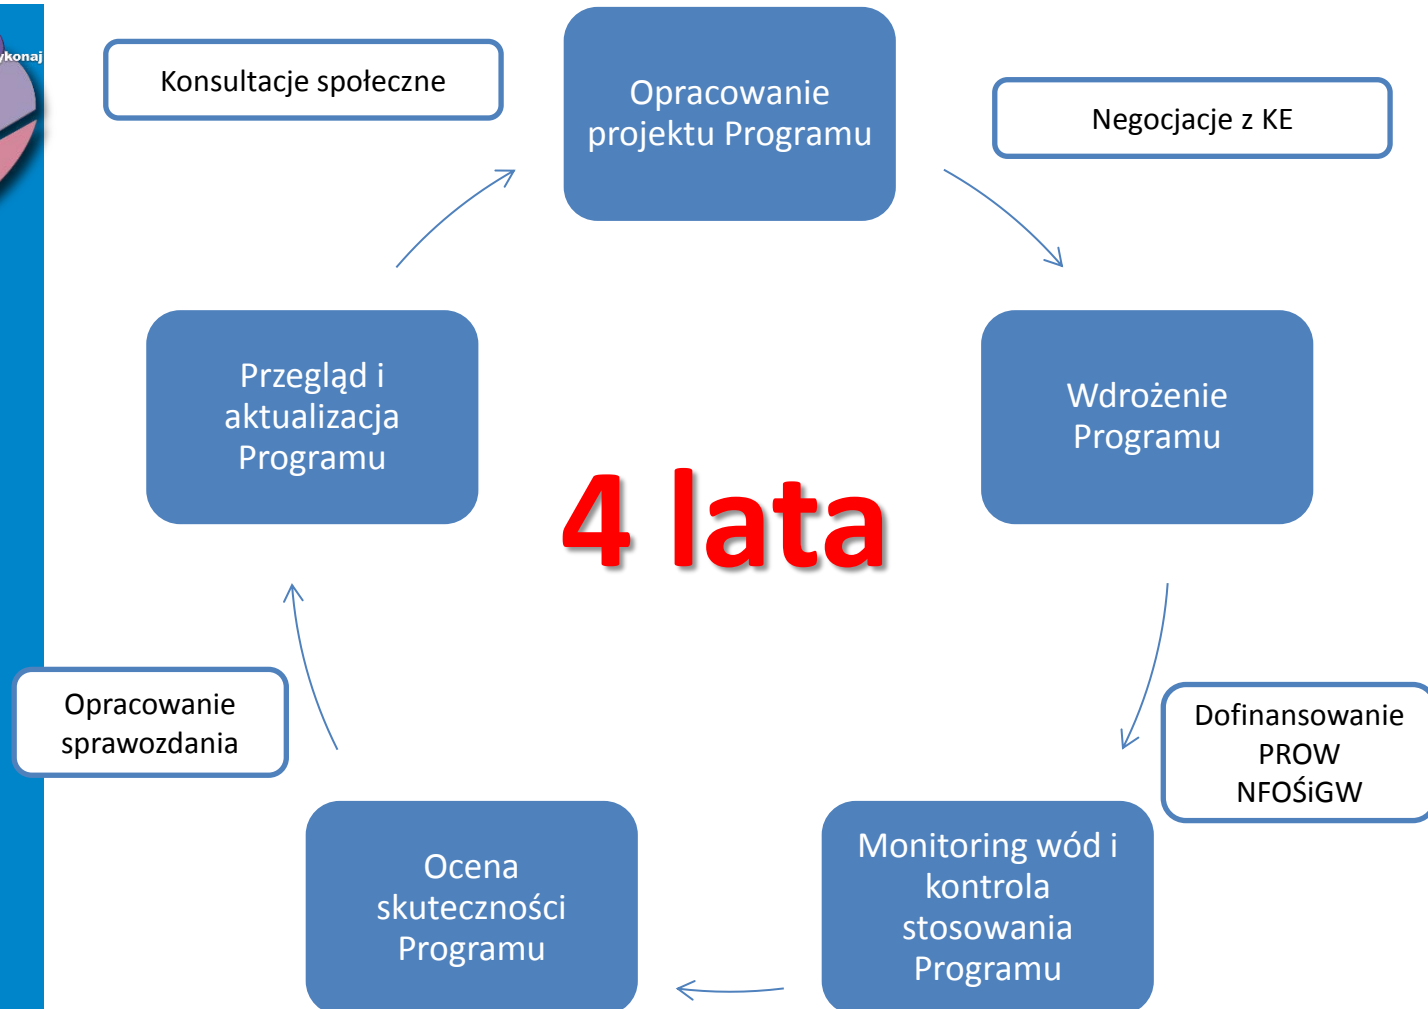 Konsultacje społeczne
Opracowanie
projektu Programu
Negocjacje z KE
Przegląd i
aktualizacja
Programu
Wdrożenie
Programu
4 lata
Opracowanie
sprawozdania
Dofinansowanie
PROW
NFOŚiGW
Ocena
skuteczności
Programu
Monitoring wód i
kontrola
stosowania
Programu